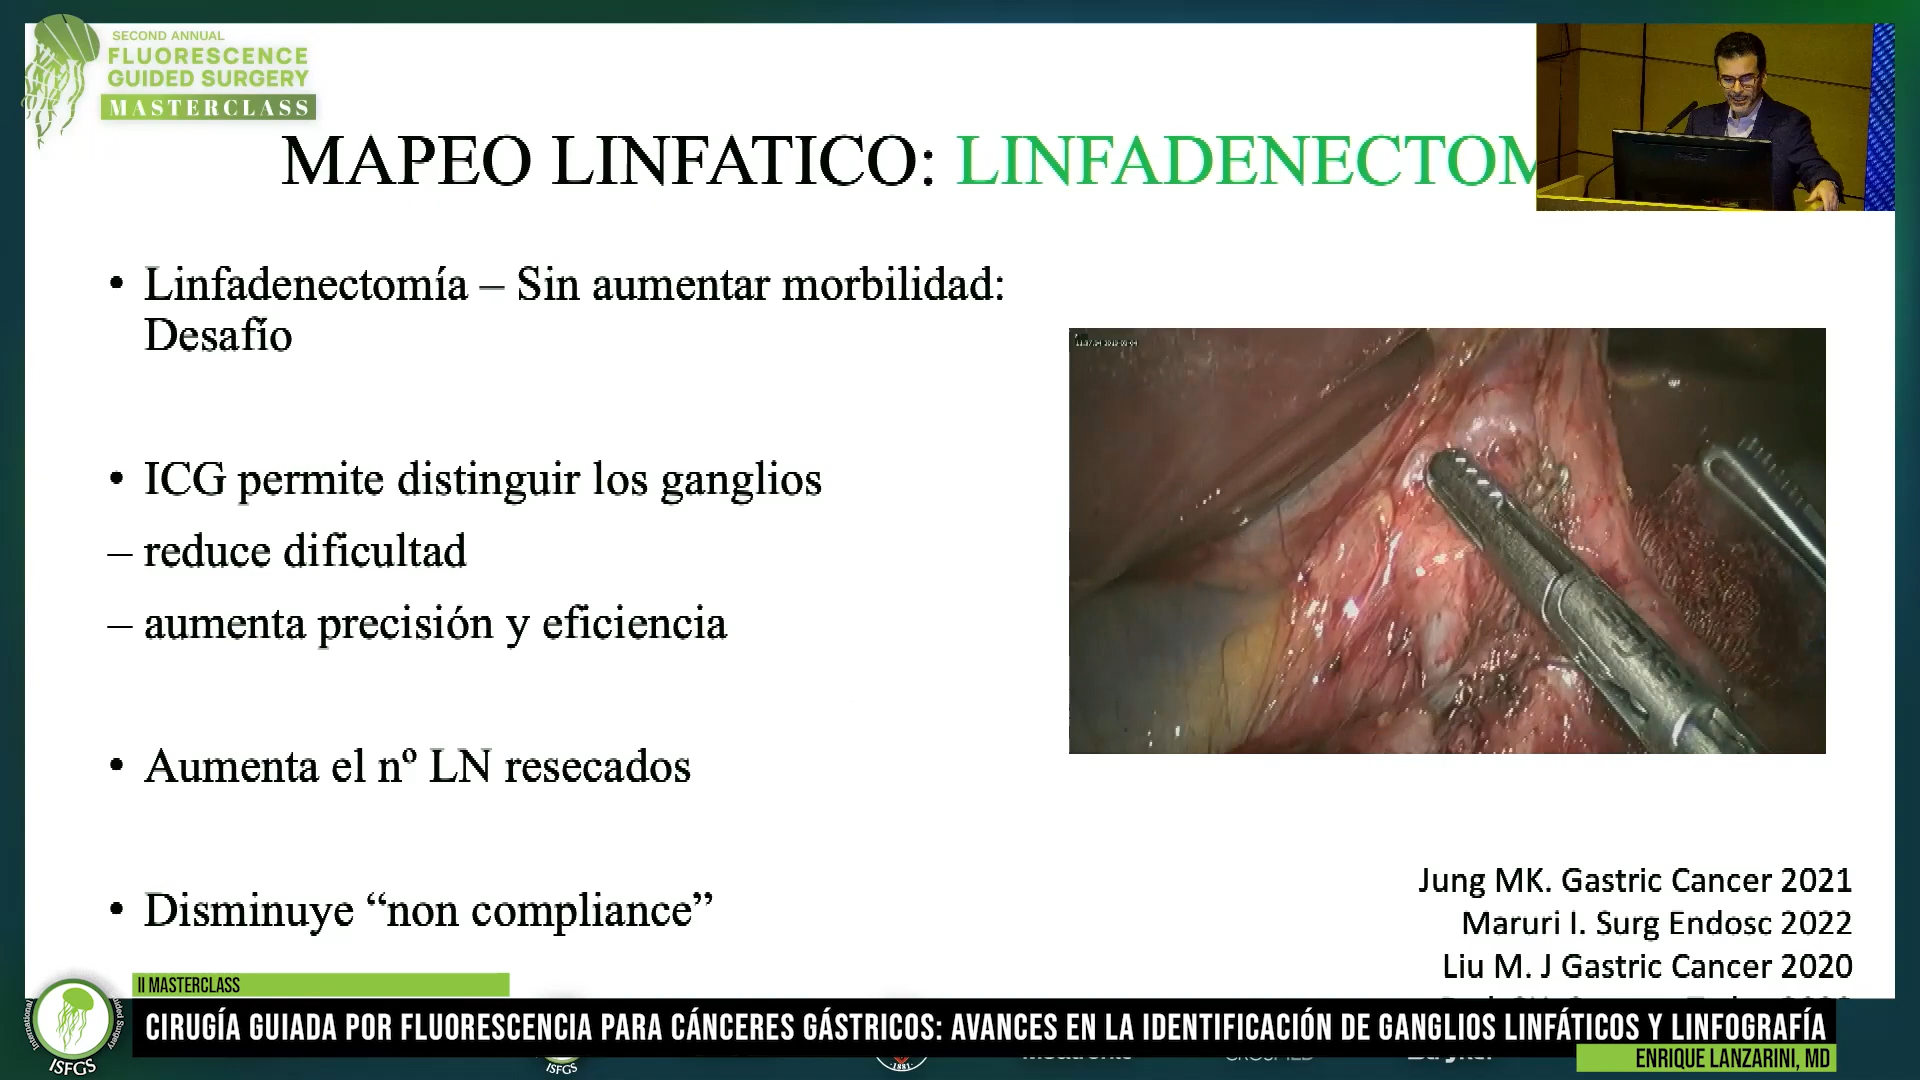 SECOND ANNUAL
FLUORESCENCE
GUIDED SURGERY
MASTERCLASS
MAPEO LINFATICO: LINFADENECTOM
• Linfadenectomía – Sin aumentar morbilidad:
Desafío
• ICG permite distinguir los ganglios
– reduce dificultad
– aumenta precisión y eficiencia
• Aumenta el nº LN resecados
• Disminuye “non compliance”
Jung MK. Gastric Cancer 2021
Maruri I. Surg Endosc 2022
Liu M. J Gastric Cancer 2020
II MASTERCLASS
CIRUGÍA GUIADA POR FLUORESCENCIA PARA CÁNCERES GÁSTRICOS: AVANCES EN LA IDENTIFICACIÓN DE GANGLIOS LINFÁTICOS Y LINFOGRAFÍA
ENRIQUE LANZARINI, MD
ISFGS
ISFGS